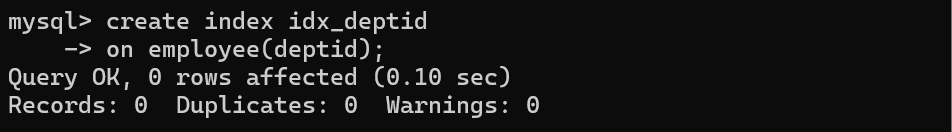 mysql> create index idx_deptid
    -> on employee(deptid);
Query OK, 0 rows affected (0.10 sec)
Records: 0  Duplicates: 0  Warnings: 0